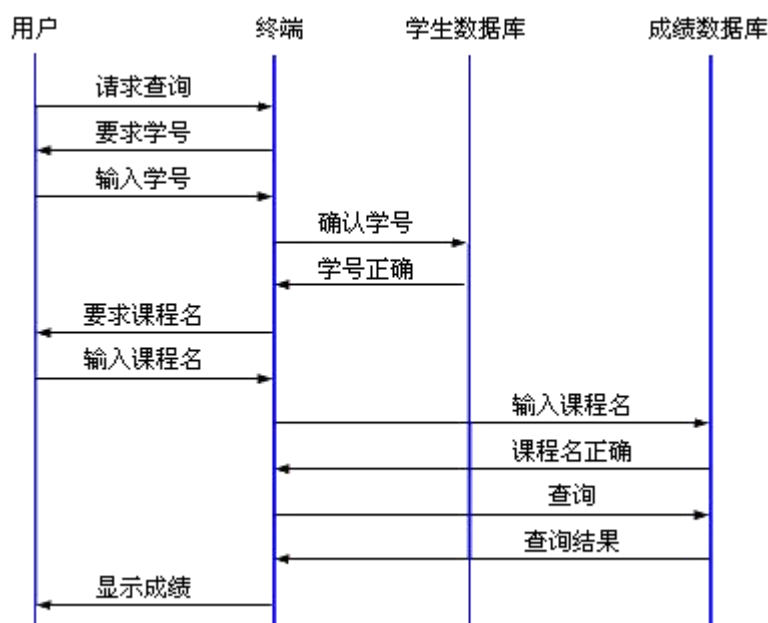 用户 终端 学生数据库 成绩数据库
请求查询
要求学号
输入学号
确认学号
学号正确
要求课程名
输入课程名
输入课程名
课程名正确
查询
查询结果
显示成绩